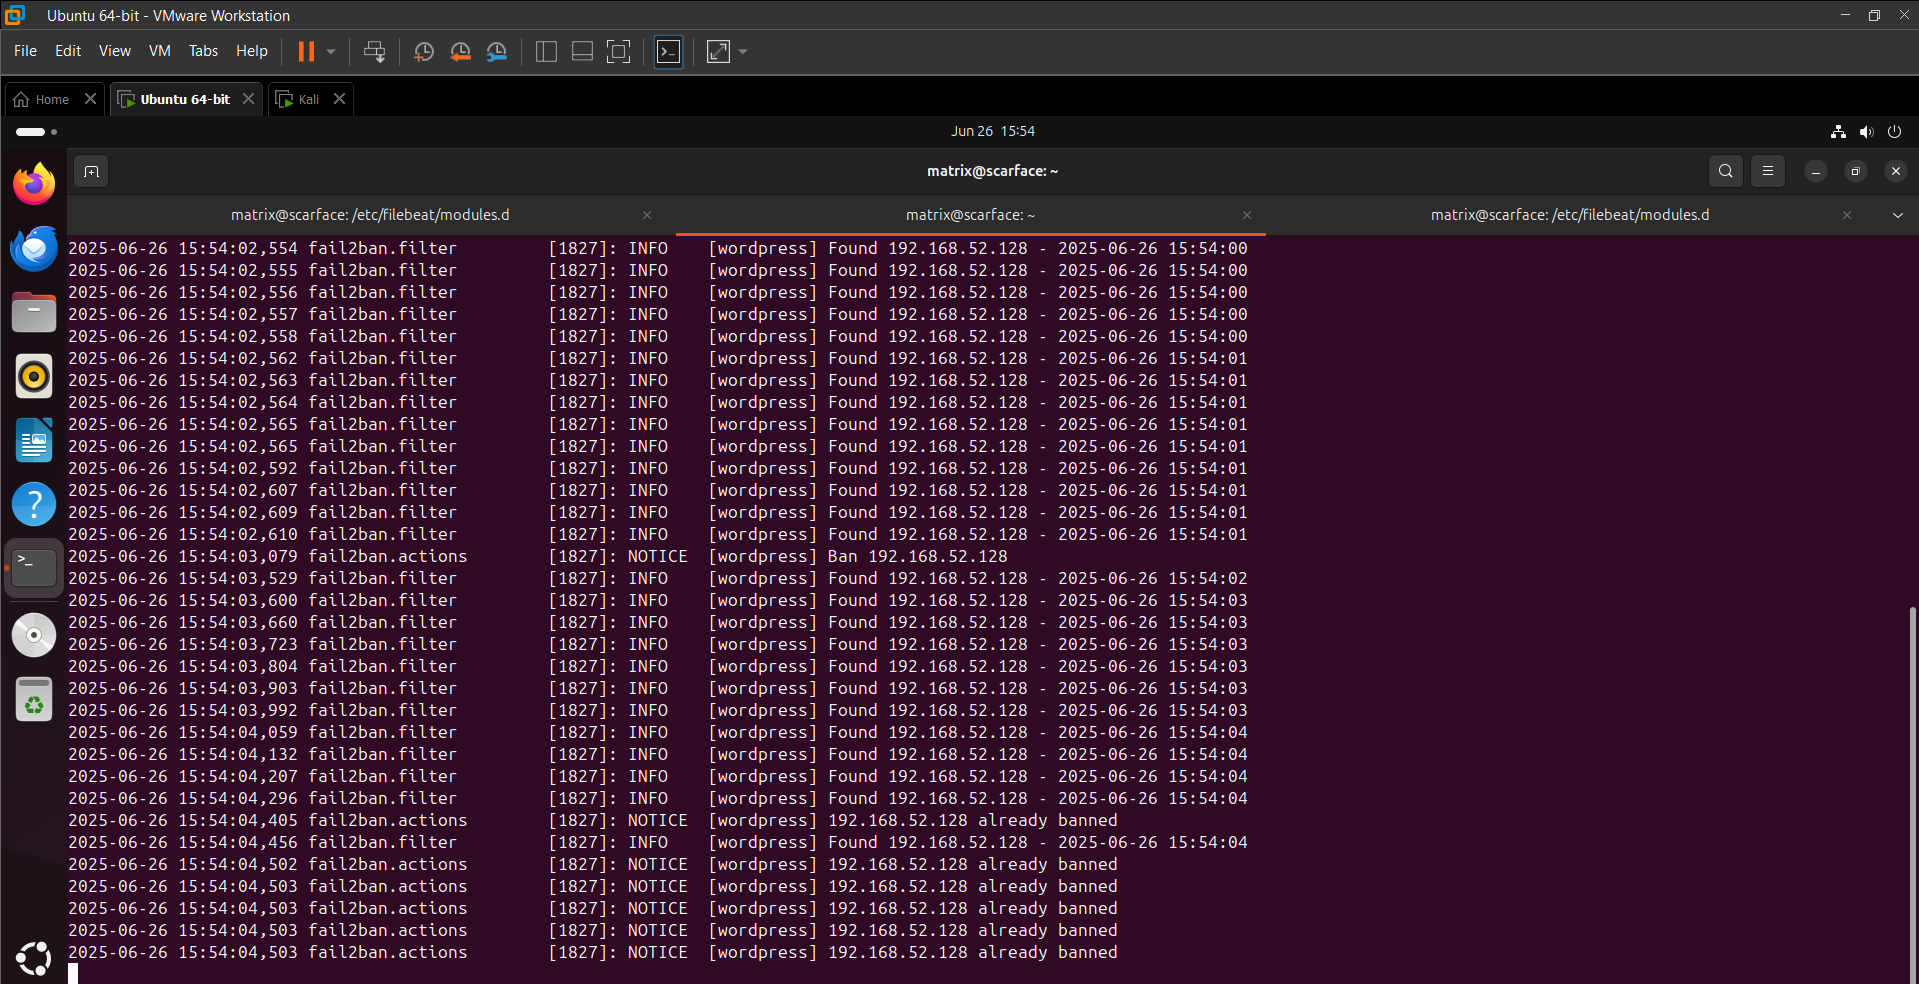 Ubuntu 64-bit - VMware Workstation
File Edit View VM Tabs Help
Home Ubuntu 64-bit Kali
Jun 26 15:54
matrix@scarface: ~
matrix@scarface: /etc/filebeat/modules.d matrix@scarface: ~ matrix@scarface: /etc/filebeat/modules.d
2025-06-26 15:54:02,554 fail2ban.filter [1827]: INFO [wordpress] Found 192.168.52.128 - 2025-06-26 15:54:00
2025-06-26 15:54:02,555 fail2ban.filter [1827]: INFO [wordpress] Found 192.168.52.128 - 2025-06-26 15:54:00
2025-06-26 15:54:02,556 fail2ban.filter [1827]: INFO [wordpress] Found 192.168.52.128 - 2025-06-26 15:54:00
2025-06-26 15:54:02,557 fail2ban.filter [1827]: INFO [wordpress] Found 192.168.52.128 - 2025-06-26 15:54:00
2025-06-26 15:54:02,558 fail2ban.filter [1827]: INFO [wordpress] Found 192.168.52.128 - 2025-06-26 15:54:00
2025-06-26 15:54:02,562 fail2ban.filter [1827]: INFO [wordpress] Found 192.168.52.128 - 2025-06-26 15:54:01
2025-06-26 15:54:02,563 fail2ban.filter [1827]: INFO [wordpress] Found 192.168.52.128 - 2025-06-26 15:54:01
2025-06-26 15:54:02,564 fail2ban.filter [1827]: INFO [wordpress] Found 192.168.52.128 - 2025-06-26 15:54:01
2025-06-26 15:54:02,565 fail2ban.filter [1827]: INFO [wordpress] Found 192.168.52.128 - 2025-06-26 15:54:01
2025-06-26 15:54:02,565 fail2ban.filter [1827]: INFO [wordpress] Found 192.168.52.128 - 2025-06-26 15:54:01
2025-06-26 15:54:02,592 fail2ban.filter [1827]: INFO [wordpress] Found 192.168.52.128 - 2025-06-26 15:54:01
2025-06-26 15:54:02,607 fail2ban.filter [1827]: INFO [wordpress] Found 192.168.52.128 - 2025-06-26 15:54:01
2025-06-26 15:54:02,609 fail2ban.filter [1827]: INFO [wordpress] Found 192.168.52.128 - 2025-06-26 15:54:01
2025-06-26 15:54:02,610 fail2ban.filter [1827]: INFO [wordpress] Found 192.168.52.128 - 2025-06-26 15:54:01
2025-06-26 15:54:03,079 fail2ban.actions [1827]: NOTICE [wordpress] Ban 192.168.52.128
2025-06-26 15:54:03,529 fail2ban.filter [1827]: INFO [wordpress] Found 192.168.52.128 - 2025-06-26 15:54:02
2025-06-26 15:54:03,600 fail2ban.filter [1827]: INFO [wordpress] Found 192.168.52.128 - 2025-06-26 15:54:03
2025-06-26 15:54:03,660 fail2ban.filter [1827]: INFO [wordpress] Found 192.168.52.128 - 2025-06-26 15:54:03
2025-06-26 15:54:03,723 fail2ban.filter [1827]: INFO [wordpress] Found 192.168.52.128 - 2025-06-26 15:54:03
2025-06-26 15:54:03,804 fail2ban.filter [1827]: INFO [wordpress] Found 192.168.52.128 - 2025-06-26 15:54:03
2025-06-26 15:54:03,903 fail2ban.filter [1827]: INFO [wordpress] Found 192.168.52.128 - 2025-06-26 15:54:03
2025-06-26 15:54:03,992 fail2ban.filter [1827]: INFO [wordpress] Found 192.168.52.128 - 2025-06-26 15:54:03
2025-06-26 15:54:04,059 fail2ban.filter [1827]: INFO [wordpress] Found 192.168.52.128 - 2025-06-26 15:54:04
2025-06-26 15:54:04,132 fail2ban.filter [1827]: INFO [wordpress] Found 192.168.52.128 - 2025-06-26 15:54:04
2025-06-26 15:54:04,207 fail2ban.filter [1827]: INFO [wordpress] Found 192.168.52.128 - 2025-06-26 15:54:04
2025-06-26 15:54:04,296 fail2ban.filter [1827]: INFO [wordpress] Found 192.168.52.128 - 2025-06-26 15:54:04
2025-06-26 15:54:04,405 fail2ban.actions [1827]: NOTICE [wordpress] 192.168.52.128 already banned
2025-06-26 15:54:04,456 fail2ban.filter [1827]: INFO [wordpress] Found 192.168.52.128 - 2025-06-26 15:54:04
2025-06-26 15:54:04,502 fail2ban.actions [1827]: NOTICE [wordpress] 192.168.52.128 already banned
2025-06-26 15:54:04,503 fail2ban.actions [1827]: NOTICE [wordpress] 192.168.52.128 already banned
2025-06-26 15:54:04,503 fail2ban.actions [1827]: NOTICE [wordpress] 192.168.52.128 already banned
2025-06-26 15:54:04,503 fail2ban.actions [1827]: NOTICE [wordpress] 192.168.52.128 already banned
2025-06-26 15:54:04,503 fail2ban.actions [1827]: NOTICE [wordpress] 192.168.52.128 already banned